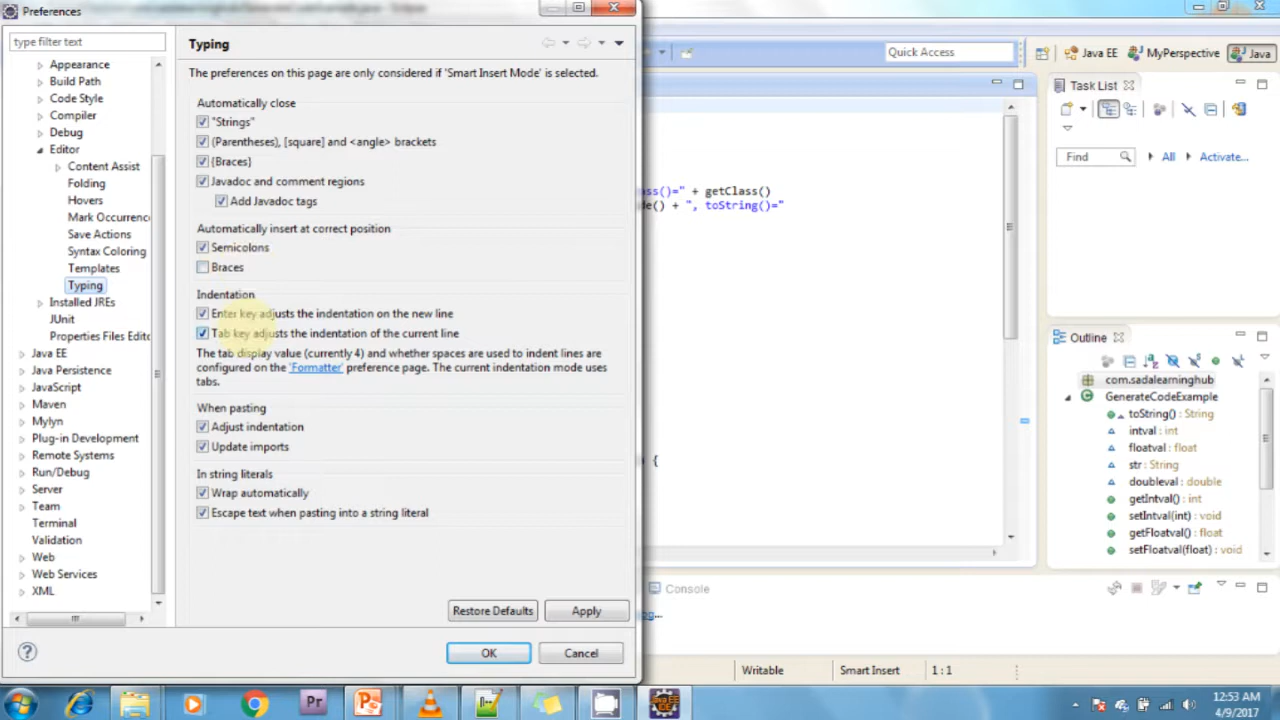 Preferences
type filter text
Appearance
Build Path
Code Style
Compiler
Debug
Editor
Content Assist
Folding
Hovers
Mark Occurrenc
Save Actions
Syntax Coloring
Templates
Typing
Installed JREs
JUnit
Properties Files Edito
Java EE
Java Persistence
JavaScript
Maven
Mylyn
Plug-in Development
Remote Systems
Run/Debug
Server
Team
Terminal
Validation
Web
Web Services
XML
Typing
The preferences on this page are only considered if 'Smart Insert Mode' is selected.
Automatically close
"Strings"
(Parentheses), [square] and <angle> brackets
{Braces}
Javadoc and comment regions
Add Javadoc tags
Automatically insert at correct position
Semicolons
Braces
Indentation
Enter key adjusts the indentation on the new line
Tab key adjusts the indentation of the current line
The tab display value (currently 4) and whether spaces are used to indent lines are
configured on the 'Formatter' preference page. The current indentation mode uses
tabs.
When pasting
Adjust indentation
Update imports
In string literals
Wrap automatically
Escape text when pasting into a string literal
Restore Defaults
Apply
OK
Cancel
Quick Access
Java EE
MyPerspective
Java
ss()=" + getClass()
de() + ", toString()="
) {
Task List
Find
All
Activate...
Outline
com.sadalearninghub
GenerateCodeExample
toString() : String
intval : int
floatval : float
str : String
doubleval : double
getIntval() : int
setIntval(int) : void
getFloatval() : float
setFloatval(float) : void
Console
Writable
Smart Insert
1 : 1
Pr
12:53 AM
4/9/2017